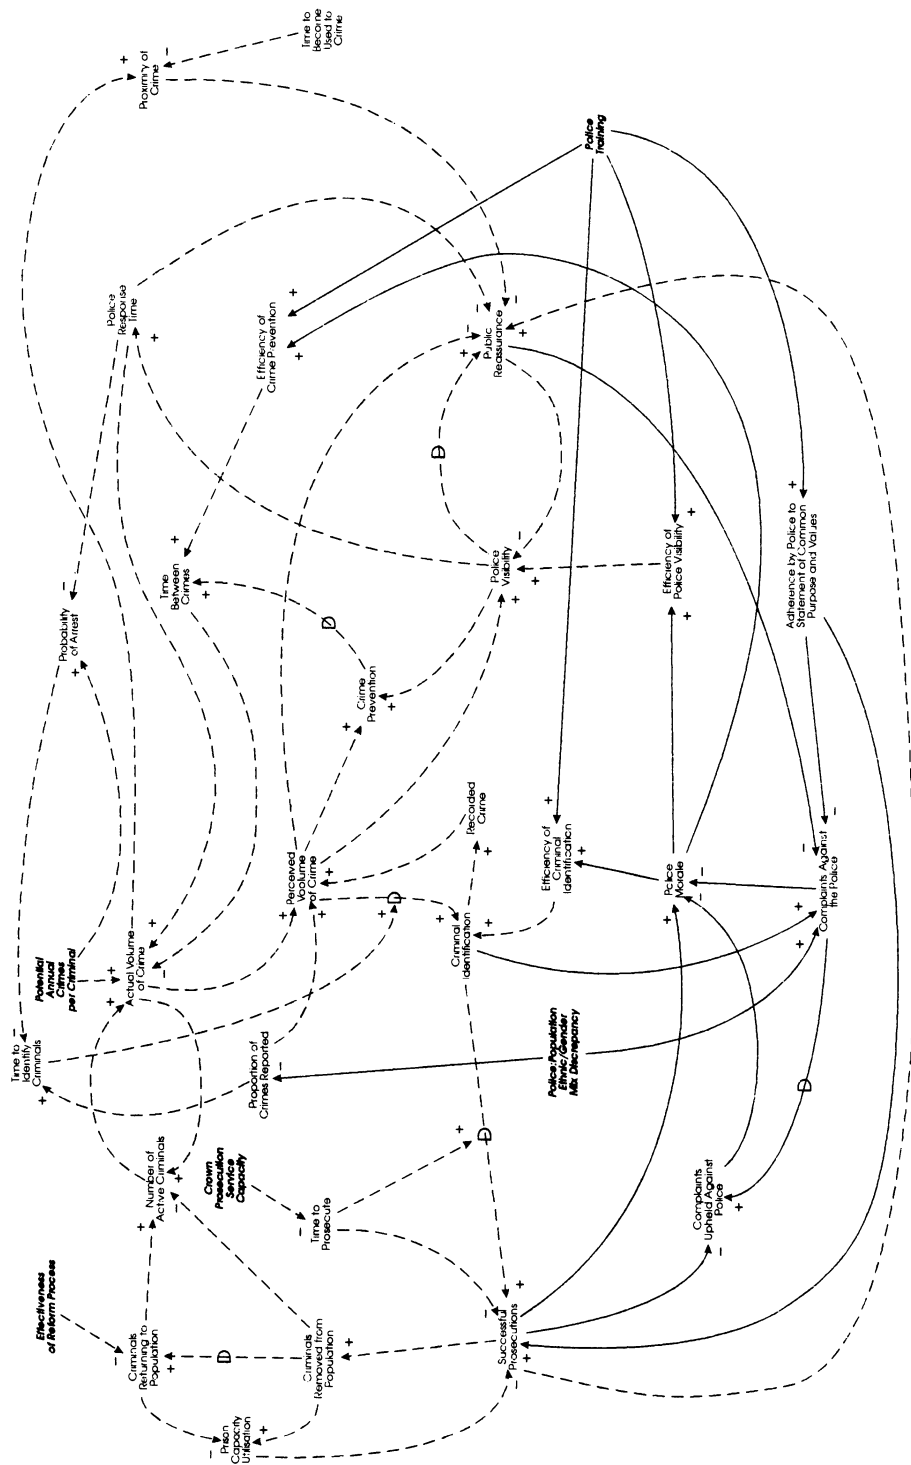 Effectiveness
of Reform Process
Criminals
Returning to
Population
Prison
Capacity
Utilisation
Criminals
Removed from
Population
Successful
Prosecutions
Number of
Active Criminals
Crown
Prosecution
Service
Capacity
Time to
Prosecute
Complaints
Upheld Against
Police
Time to
Identify
Criminals
Potential
Annual
Crimes
per Criminal
Actual Volume
of Crime
Proportion of
Crimes Reported
Police:Population
Ethnic/Gender
Mix Discrepancy
Perceived
Voolume
of Crime
Criminal
Identification
Recorded
Crime
Efficiency of
Criminal
Identification
Police
Morale
Complaints Against
the Police
Probability
of Arrest
Time
Between
Crimes
Crime
Prevention
Police
Visibility
Efficiency of
Police Visibility
Adherence by Police to
Statement of Common
Purpose and Values
Police
Response
Time
Efficiency of
Crime Prevention
Public
Reassurance
Police
Training
Proximity of
Crime
Time to
Become
Used to
Crime
D
D
D
D
D
D